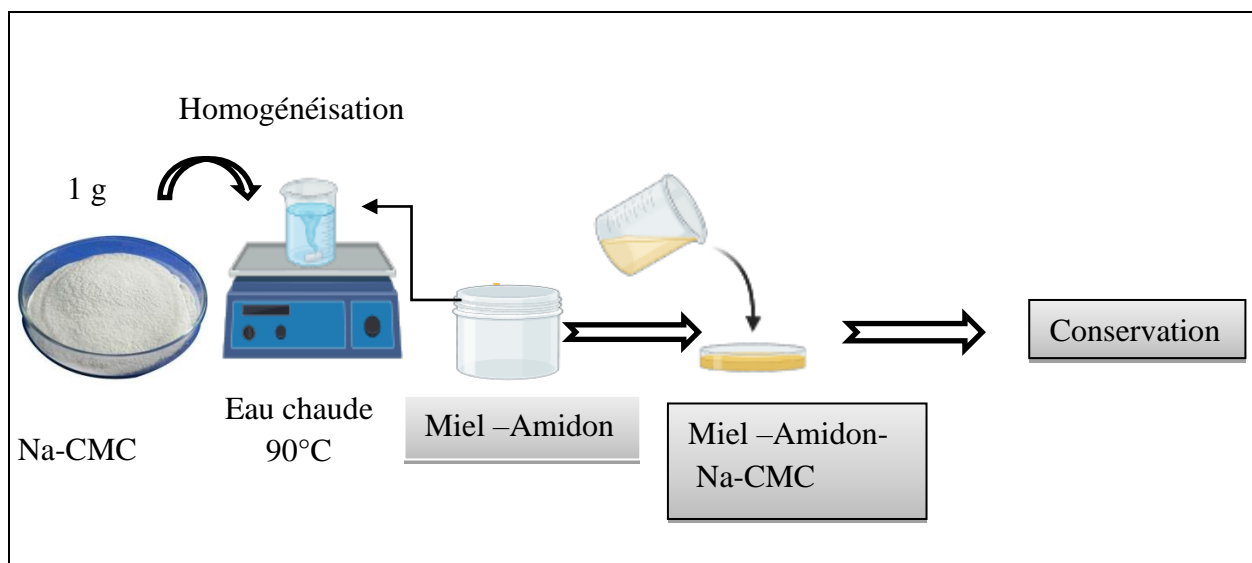 Homogénéisation
1 g
Na-CMC
Eau chaude
90°C
Miel –Amidon
Miel –Amidon-
Na-CMC
Conservation